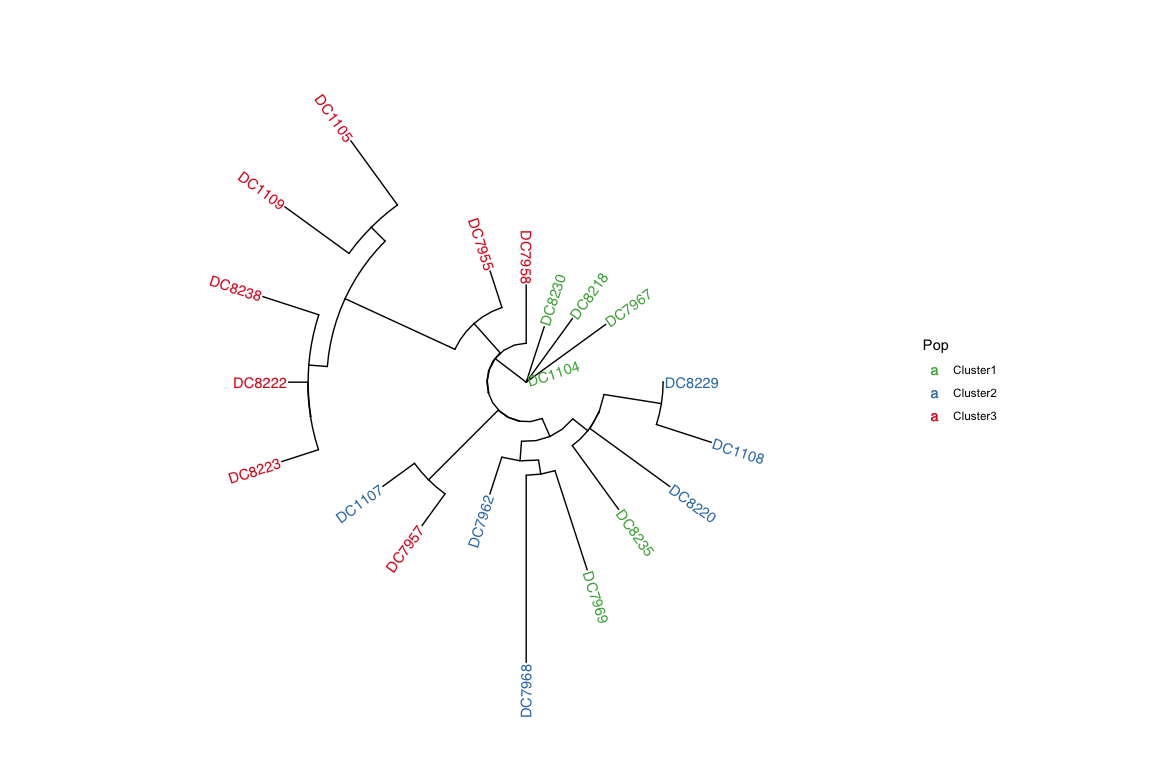 DC1105
DC1109
DC7955
DC7958
DC8230
DC8218
DC7967
DC8238
DC1104
DC8222
DC8229
DC1108
DC8223
DC1107
DC7957
DC7962
DC8220
DC8235
DC7969
DC7968
Pop
a Cluster1
a Cluster2
a Cluster3